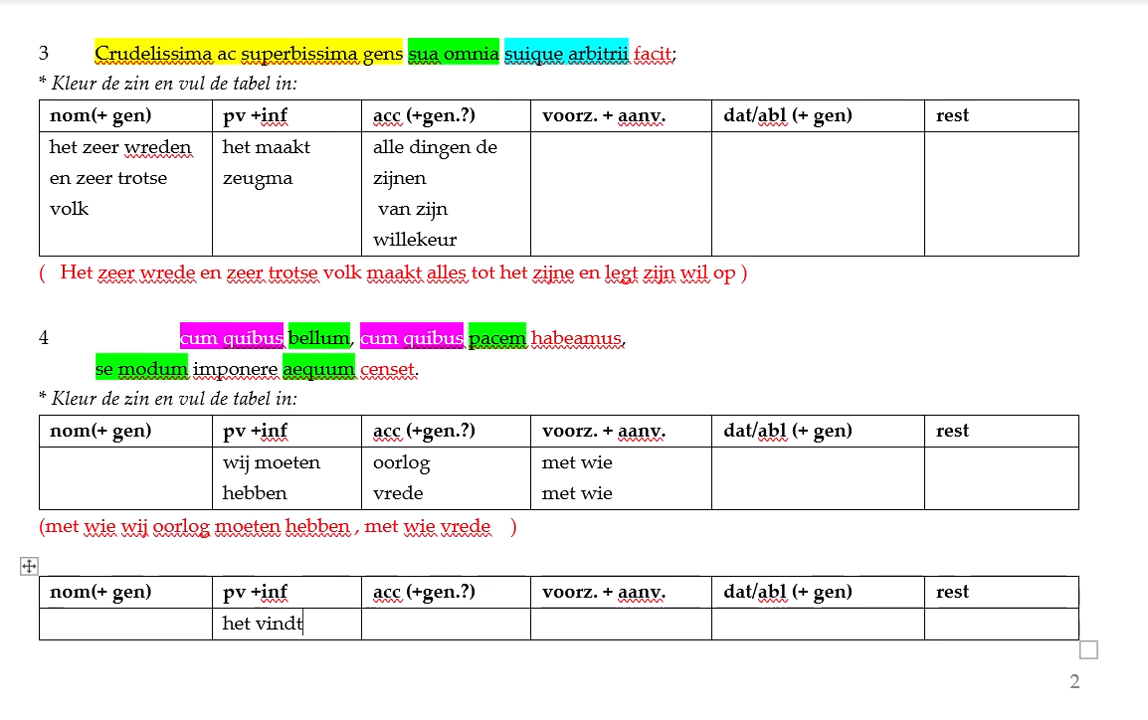 3 Crudelissima ac superbissima gens sua omnia suique arbitrii facit;
* Kleur de zin en vul de tabel in:
nom(+ gen) pv +inf acc (+gen.?) voorz. + aanv. dat/abl (+ gen) rest
het zeer wreden het maakt alle dingen de
en zeer trotse zeugma zijnen
volk van zijn
willekeur
( Het zeer wrede en zeer trotse volk maakt alles tot het zijne en legt zijn wil op )
4 cum quibus bellum, cum quibus pacem habeamus,
se modum imponere aequum censet.
* Kleur de zin en vul de tabel in:
nom(+ gen) pv +inf acc (+gen.?) voorz. + aanv. dat/abl (+ gen) rest
wij moeten oorlog met wie
hebben vrede met wie
(met wie wij oorlog moeten hebben , met wie vrede )
nom(+ gen) pv +inf acc (+gen.?) voorz. + aanv. dat/abl (+ gen) rest
het vindt
2